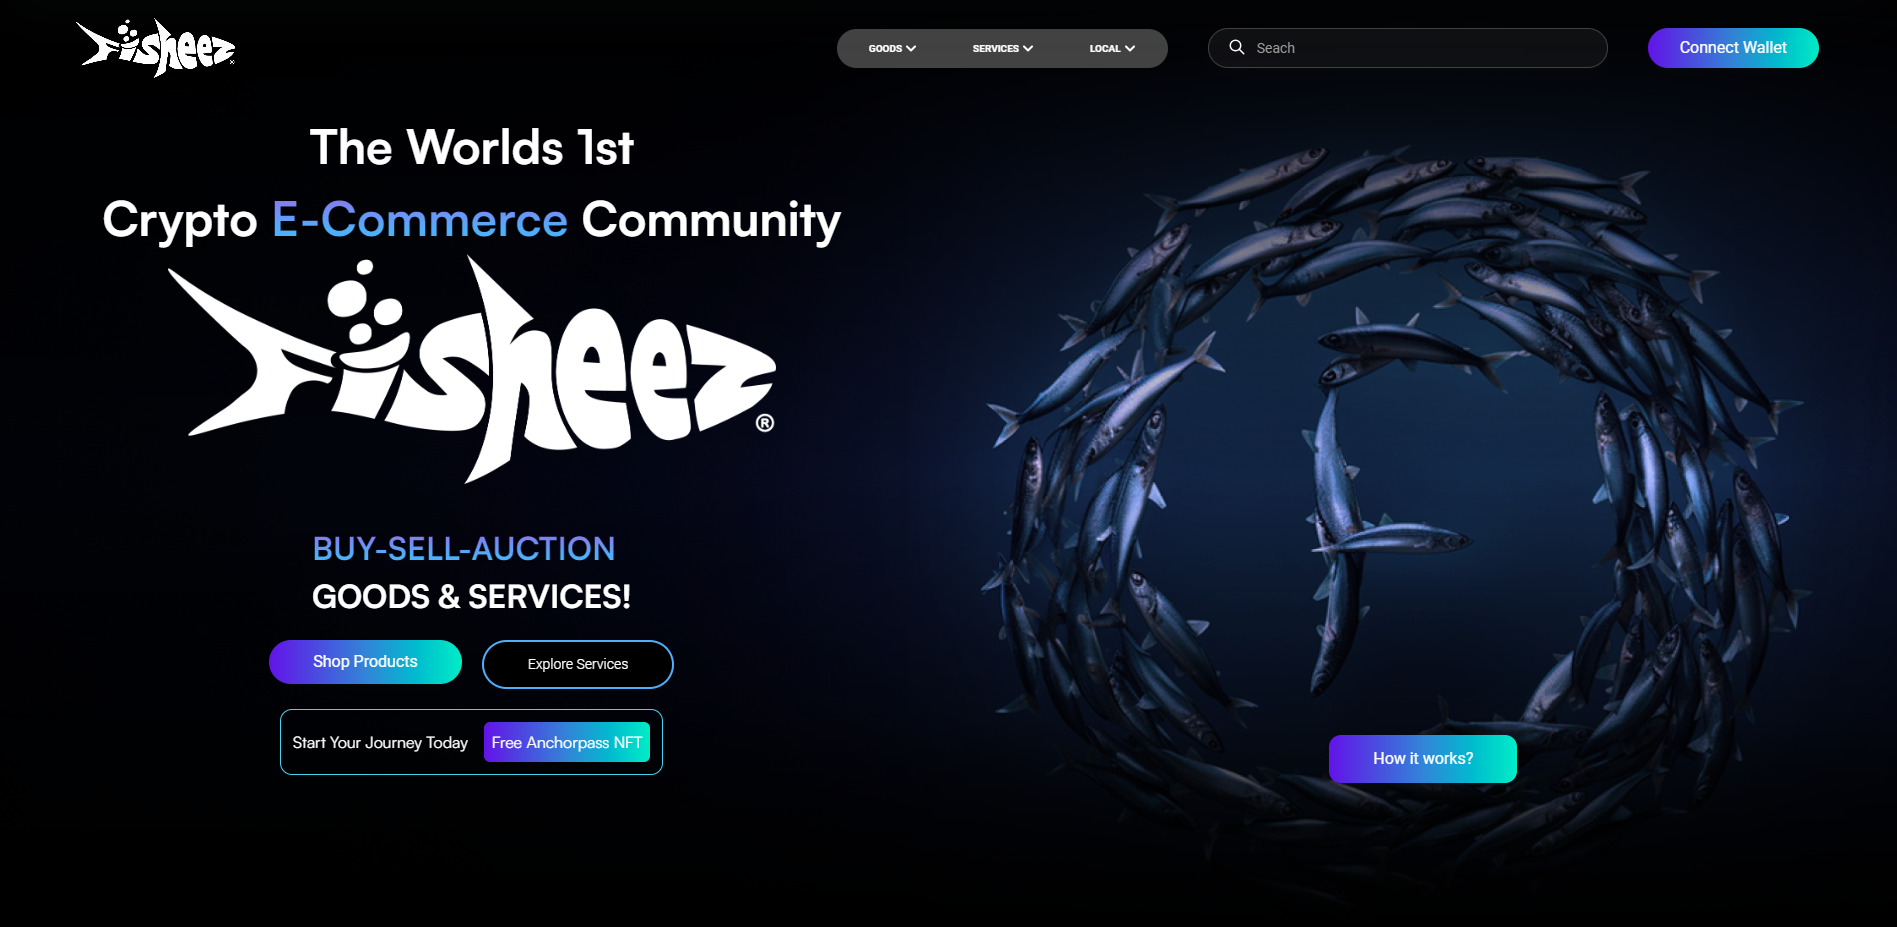 Fisheez
GOODS
SERVICES
LOCAL
Seach
Connect Wallet
The Worlds 1st
Crypto E-Commerce Community
Fisheez®
BUY-SELL-AUCTION
GOODS & SERVICES!
Shop Products
Explore Services
Start Your Journey Today
Free Anchorpass NFT
F
How it works?